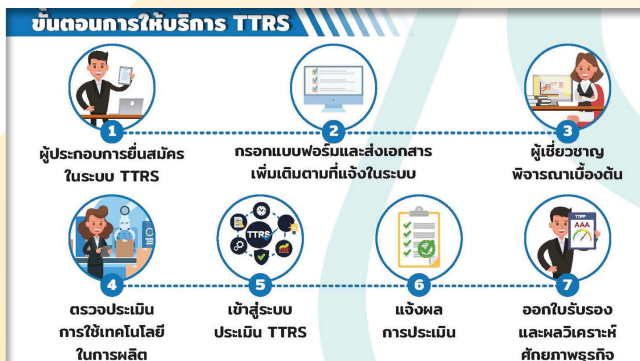 ขั้นตอนการให้บริการ TTRS
1
ผู้ประกอบการยื่นสมัคร
ในระบบ TTRS
2
กรอกแบบฟอร์มและส่งเอกสาร
เพิ่มเติมตามที่แจ้งในระบบ
3
ผู้เชี่ยวชาญ
พิจารณาเบื้องต้น
4
ตรวจประเมิน
การใช้เทคโนโลยี
ในการผลิต
TTRS
5
เข้าสู่ระบบ
ประเมิน TTRS
6
แจ้งผล
การประเมิน
AAA
7
ออกใบรับรอง
และผลวิเคราะห์
ศักยภาพธุรกิจ